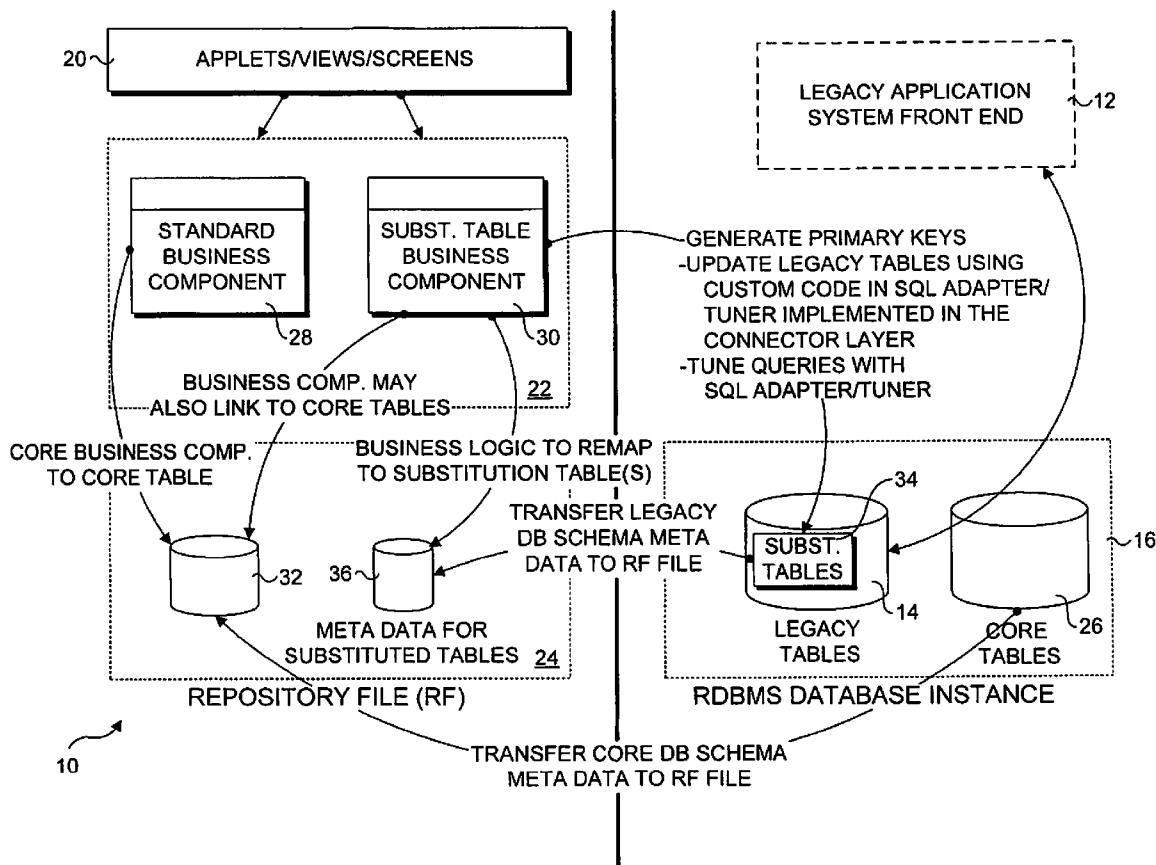 20
APPLETS/VIEWS/SCREENS
LEGACY APPLICATION
SYSTEM FRONT END
12
STANDARD
BUSINESS
COMPONENT
28
SUBST. TABLE
BUSINESS
COMPONENT
30
-GENERATE PRIMARY KEYS
-UPDATE LEGACY TABLES USING
CUSTOM CODE IN SQL ADAPTER/
TUNER IMPLEMENTED IN THE
CONNECTOR LAYER
-TUNE QUERIES WITH
SQL ADAPTER/TUNER
BUSINESS COMP. MAY
ALSO LINK TO CORE TABLES
22
CORE BUSINESS COMP.
TO CORE TABLE
BUSINESS LOGIC TO REMAP
TO SUBSTITUTION TABLE(S)
TRANSFER LEGACY
DB SCHEMA META
DATA TO RF FILE
32
36
META DATA FOR
SUBSTITUTED TABLES
24
REPOSITORY FILE (RF)
34
SUBST.
TABLES
14
LEGACY
TABLES
26
CORE
TABLES
16
RDBMS DATABASE INSTANCE
10
TRANSFER CORE DB SCHEMA
META DATA TO RF FILE